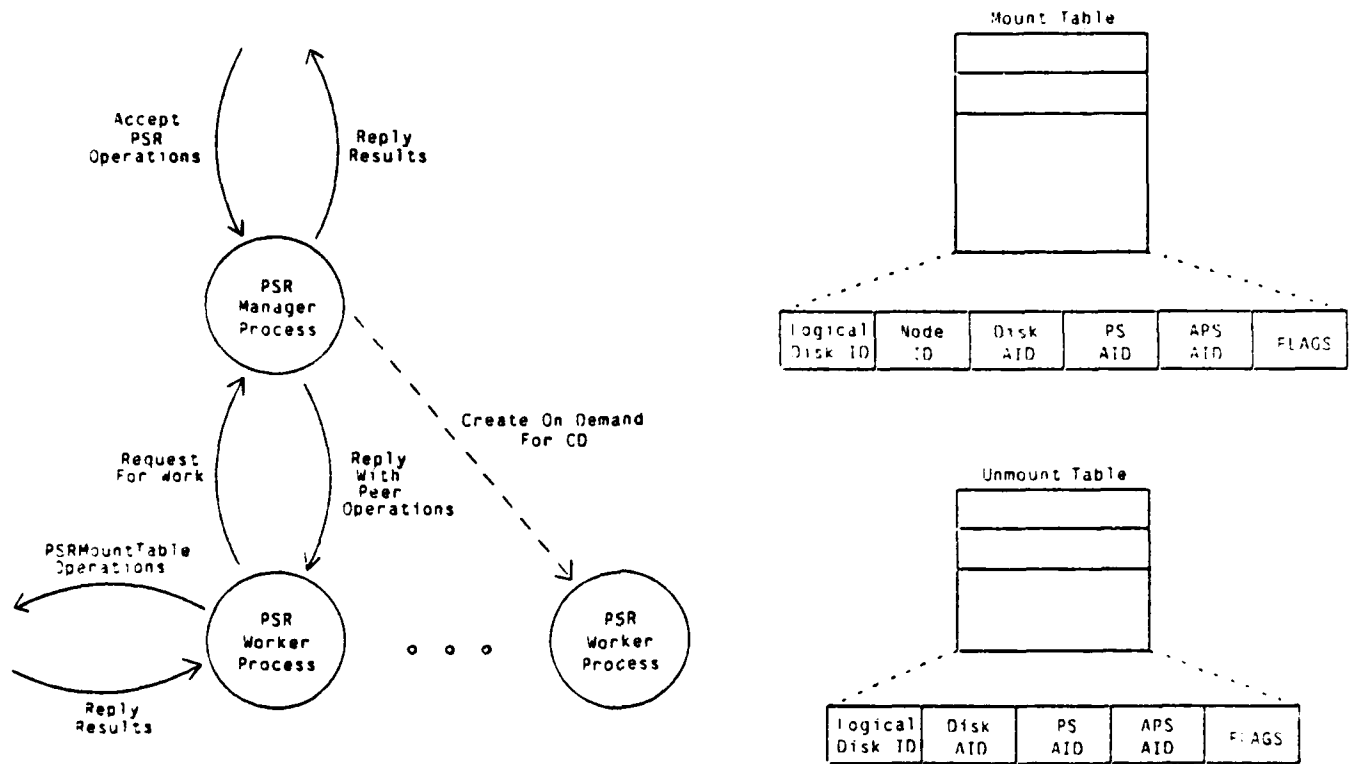 Accept
PSR
Operations
Reply
Results
PSR
Manager
Process
Create On Demand
For CD
Request
For Work
Reply
With
Peer
Operations
PSRMountTable
Operations
PSR
Worker
Process
Reply
Results
PSR
Worker
Process
Mount Table
Logical
Disk ID
Node
ID
Disk
AID
PS
AID
APS
AID
FLAGS
Unmount Table
Logical
Disk ID
Disk
AID
PS
AID
APS
AID
FLAGS